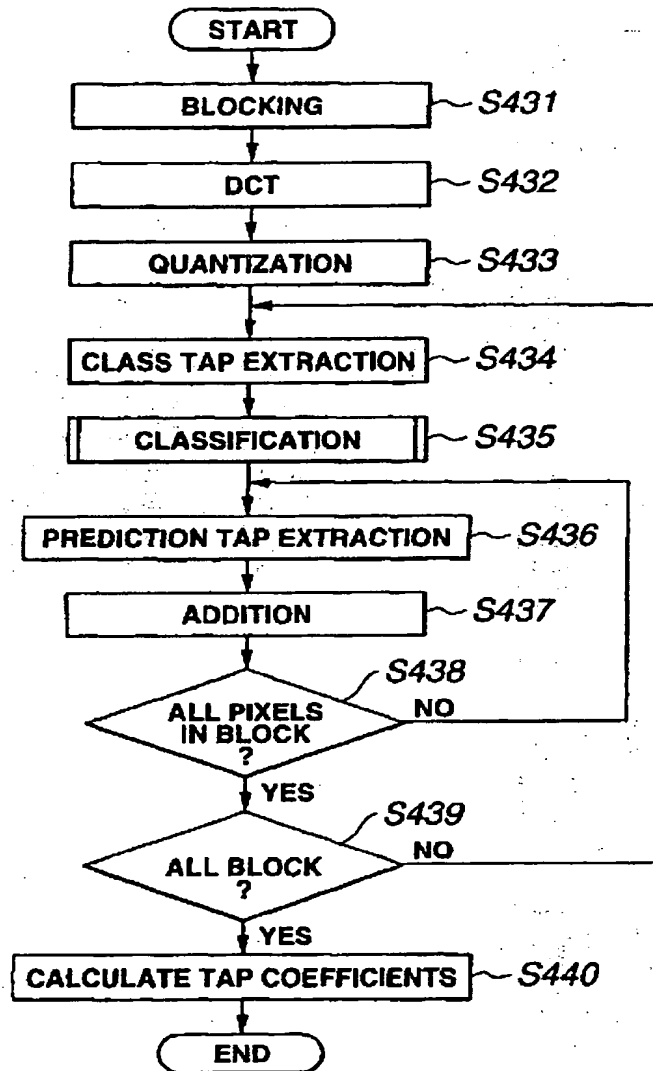 START
BLOCKING
S431
DCT
S432
QUANTIZATION
S433
CLASS TAP EXTRACTION
S434
CLASSIFICATION
S435
PREDICTION TAP EXTRACTION
S436
ADDITION
S437
S438
ALL PIXELS
IN BLOCK
?
NO
YES
S439
ALL BLOCK
?
NO
YES
CALCULATE TAP COEFFICIENTS
S440
END